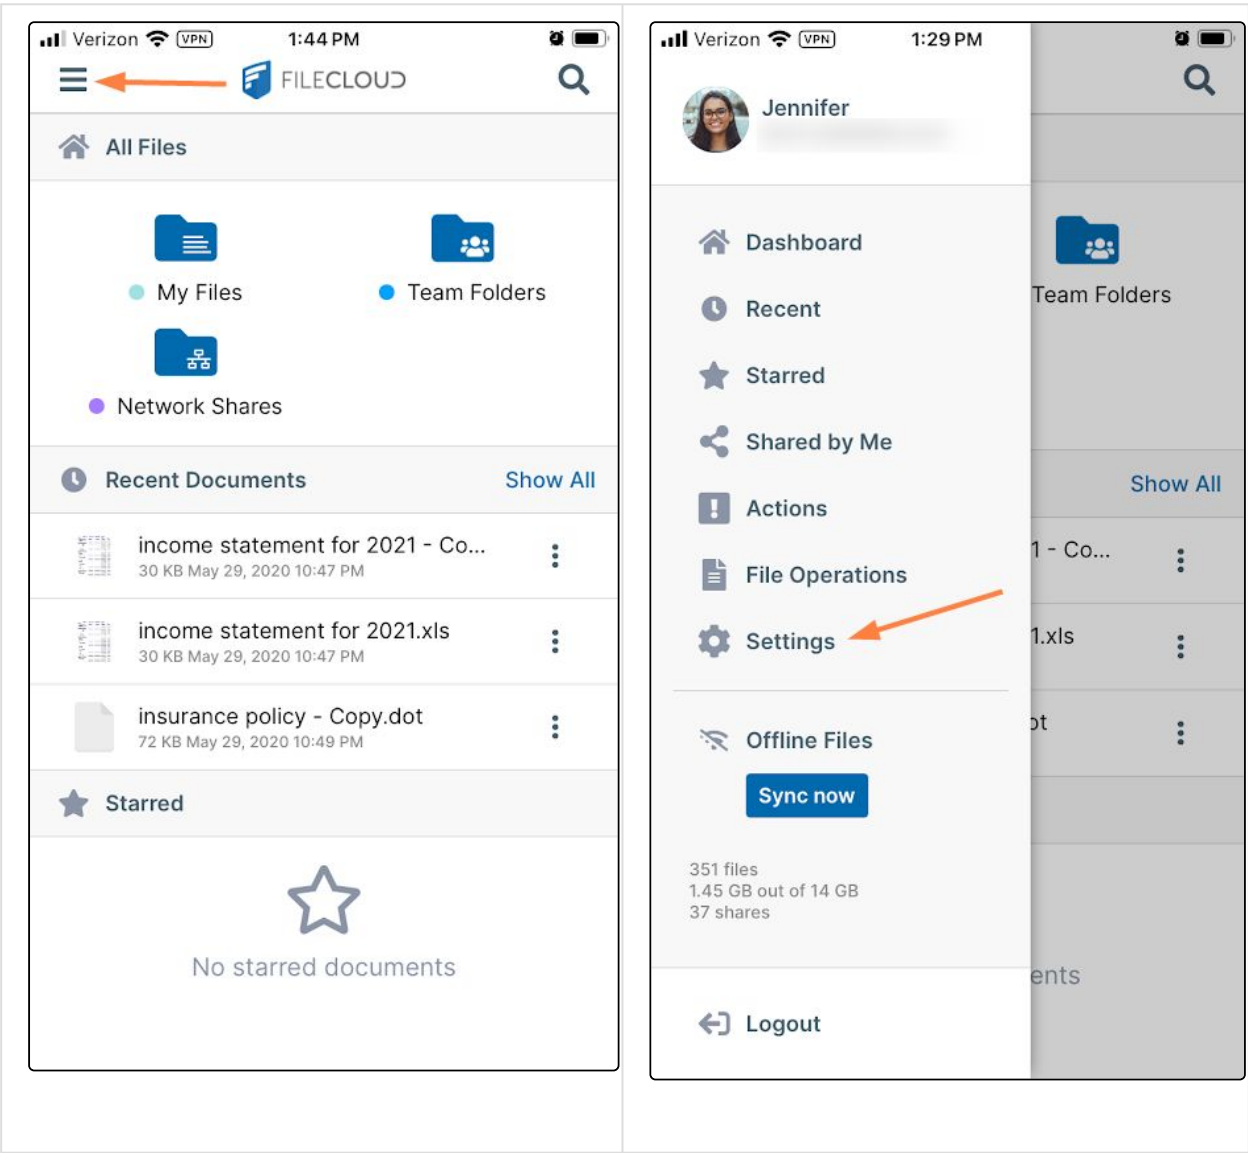 Verizon VPN 1:44 PM
FILECLOUD
All Files
My Files
Team Folders
Network Shares
Recent Documents Show All
income statement for 2021 - Co...
30 KB May 29, 2020 10:47 PM
income statement for 2021.xls
30 KB May 29, 2020 10:47 PM
insurance policy - Copy.dot
72 KB May 29, 2020 10:49 PM
Starred
No starred documents
Verizon VPN 1:29 PM
Jennifer
Dashboard
Recent
Starred
Shared by Me
Actions
File Operations
Settings
Offline Files
Sync now
351 files
1.45 GB out of 14 GB
37 shares
Logout
Team Folders
Show All
1 - Co...
1.xls
ot
ents